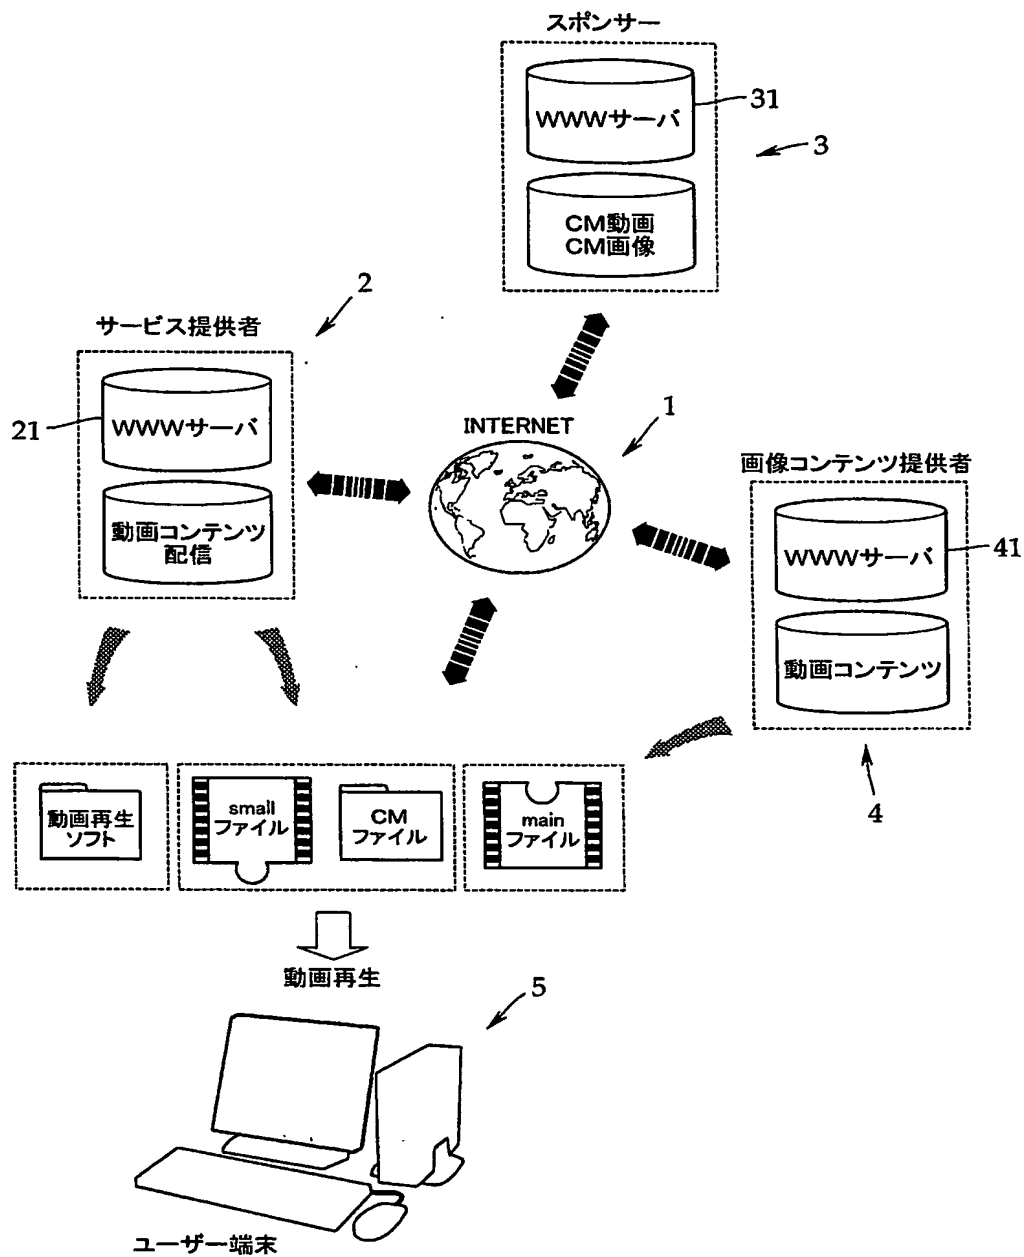 スポンサー
WWWサーバ
31
3
CM動画
CM画像
2
サービス提供者
21
WWWサーバ
動画コンテンツ
配信
INTERNET
1
画像コンテンツ提供者
WWWサーバ
41
動画コンテンツ
4
動画再生
ソフト
small
ファイル
CM
ファイル
main
ファイル
動画再生
5
ユーザー端末